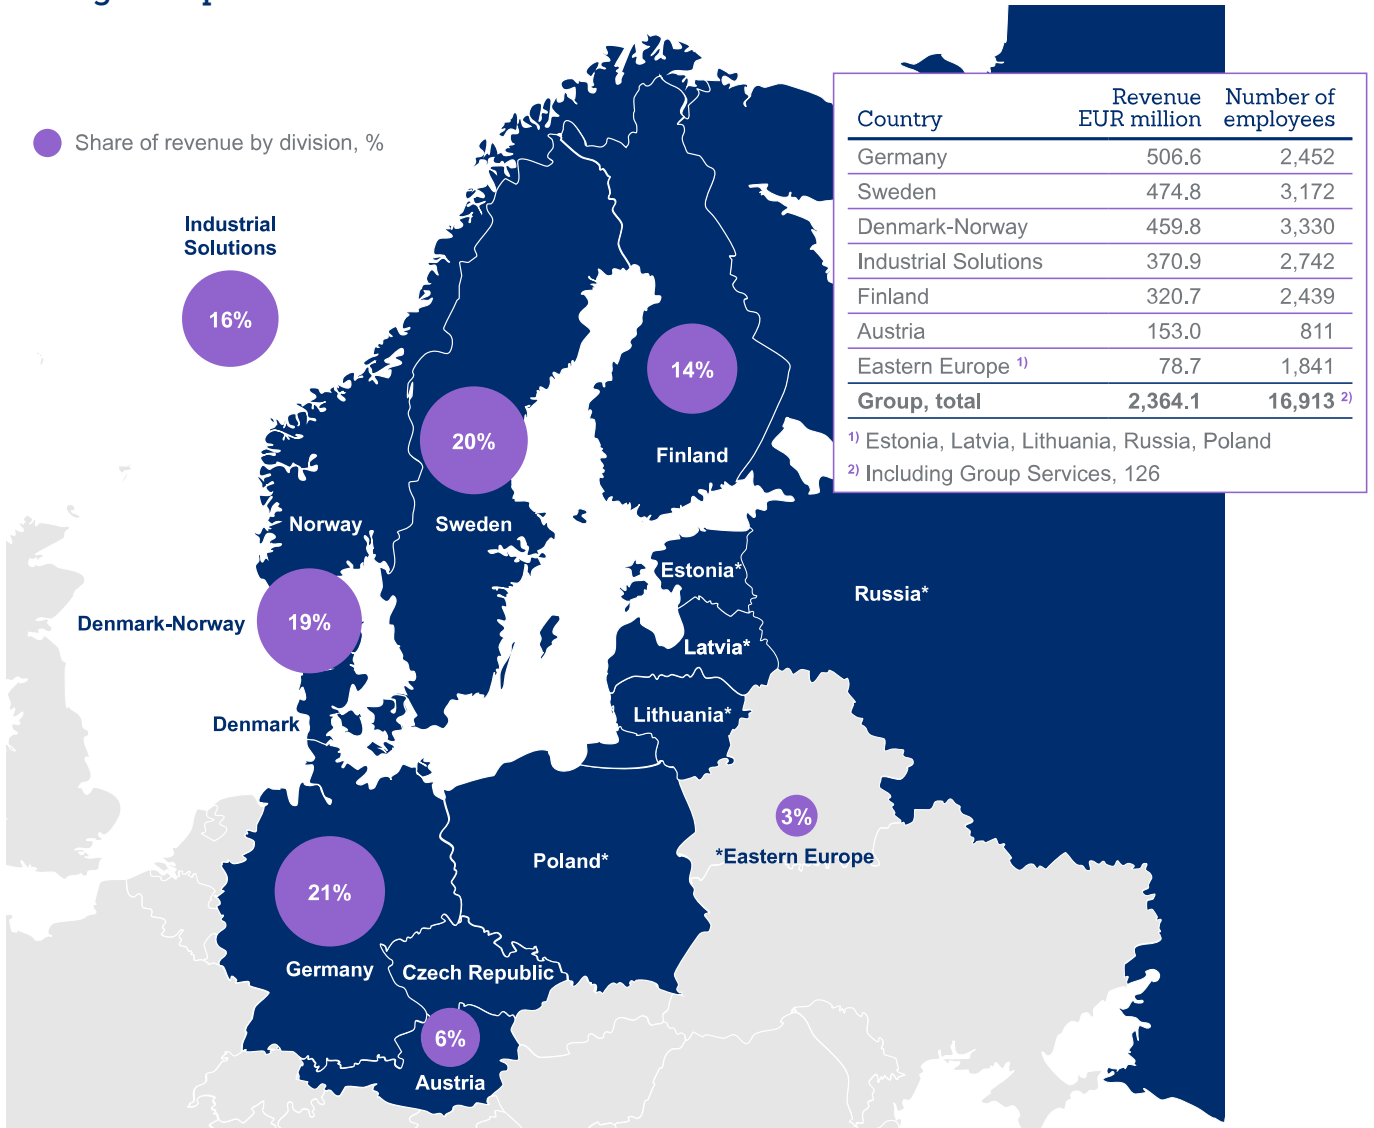 Share of revenue by division, %
Industrial
Solutions
16%
14%
Finland
20%
Sweden
Norway
19%
Denmark-Norway
Denmark
Estonia*
Latvia*
Lithuania*
Russia*
3%
*Eastern Europe
Poland*
21%
Germany
Czech Republic
6%
Austria
Country Revenue EUR million Number of employees
Germany 506.6 2,452
Sweden 474.8 3,172
Denmark-Norway 459.8 3,330
Industrial Solutions 370.9 2,742
Finland 320.7 2,439
Austria 153.0 811
Eastern Europe 1) 78.7 1,841
Group, total 2,364.1 16,913 2)
1) Estonia, Latvia, Lithuania, Russia, Poland
2) Including Group Services, 126